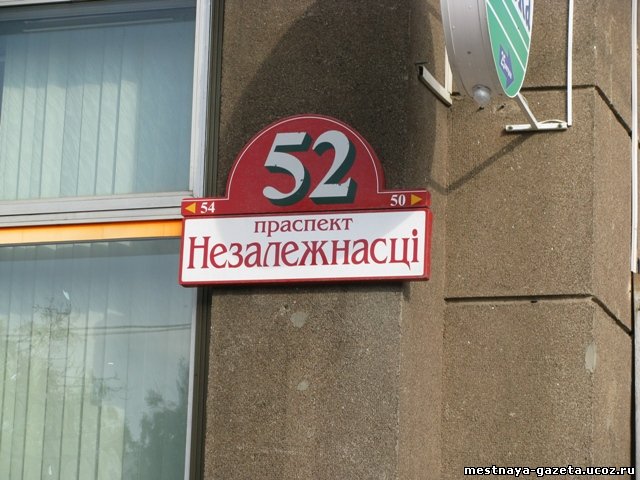 52
54 50
праспект
Незалежнасці
mestnaya-gazeta.ucoz.ru